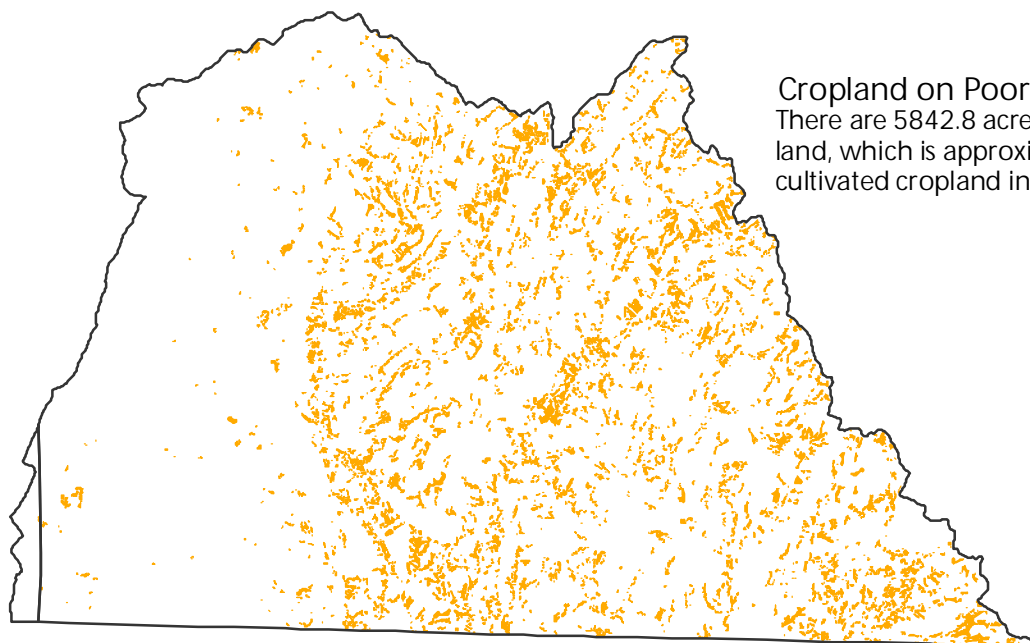 Cropland on Poor
There are 5842.8 acre
land, which is approxi
cultivated cropland in